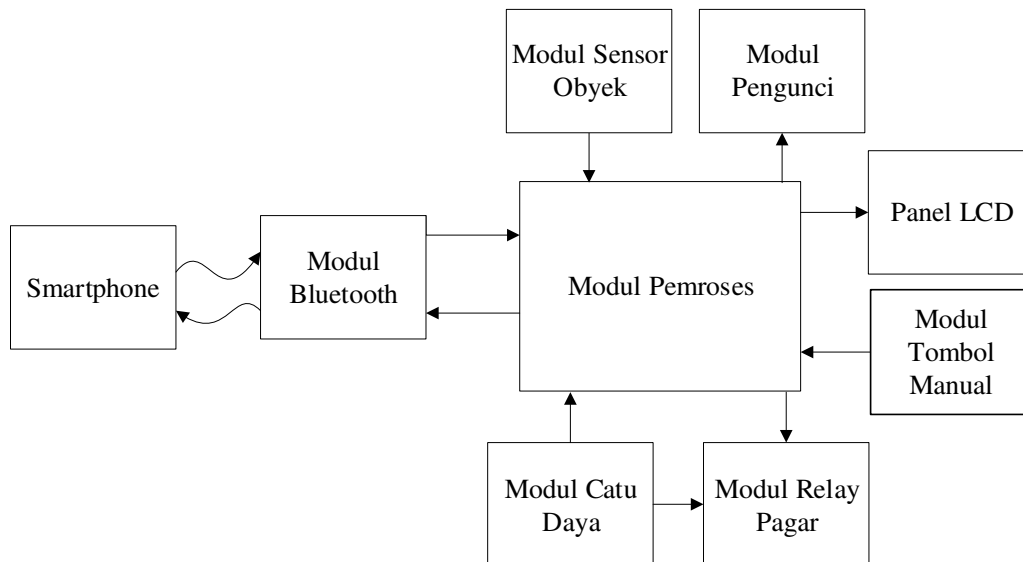 Modul Sensor
Obyek
Modul
Pengunci
Panel LCD
Smartphone
Modul
Bluetooth
Modul Pemroses
Modul
Tombol
Manual
Modul Catu
Daya
Modul Relay
Pagar